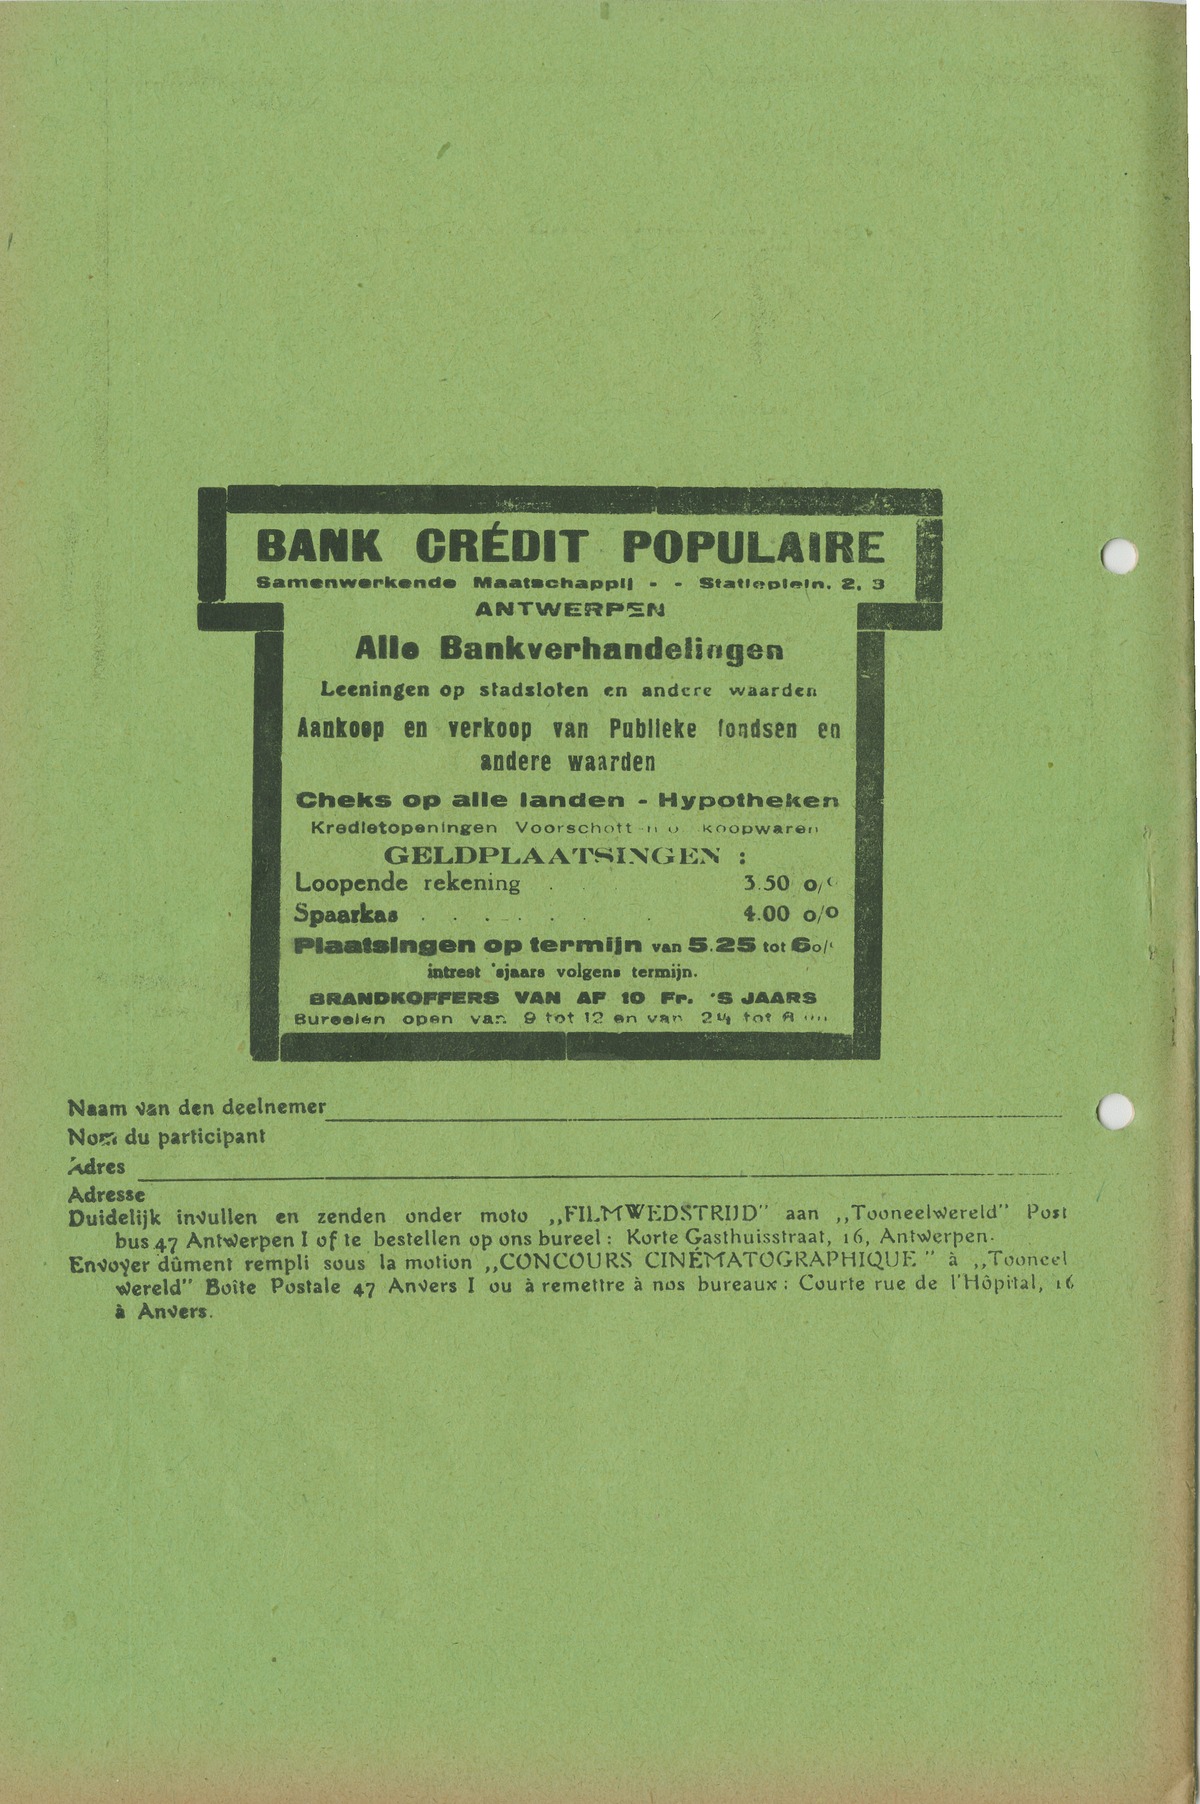 BANK CRÉDIT POPULAIRE
Samenwerkende Maatschappij - - Statieplein. 2, 3
ANTWERPEN
Alle Bankverhandelingen
Leeningen op stadsloten en andere waarden
Aankoop en verkoop van Publieke fondsen en
andere waarden
Cheks op alle landen - Hypotheken
Kredietopeningen Voorschott koopwaren
GELDPLAATSINGEN :
Loopende rekening . 3.50 o/o
Spaarkas . . . . . . . 4.00 o/o
Plaatsingen op termijn van 5.25 tot 6 o/o
intrest 'sjaars volgens termijn.
BRANDKOFFERS VAN AF 10 Fr. 'S JAARS
Bureelen open van 9 tot 12 en van 2 tot
Naam van den deelnemer
Nom du participant
Adres
Adresse
Duidelijk invullen en zenden onder moto ,,FILMWEDSTRIJD" aan ,,Tooneelwereld" Post
bus 47 Antwerpen I of te bestellen op ons bureel : Korte Gasthuisstraat, 16, Antwerpen.
Envoyer dûment rempli sous la motion ,,CONCOURS CINÉMATOGRAPHIQUE " à ,,Tooneel
wereld" Boîte Postale 47 Anvers I ou à remettre à nos bureaux : Courte rue de l'Hôpital, 16
à Anvers.